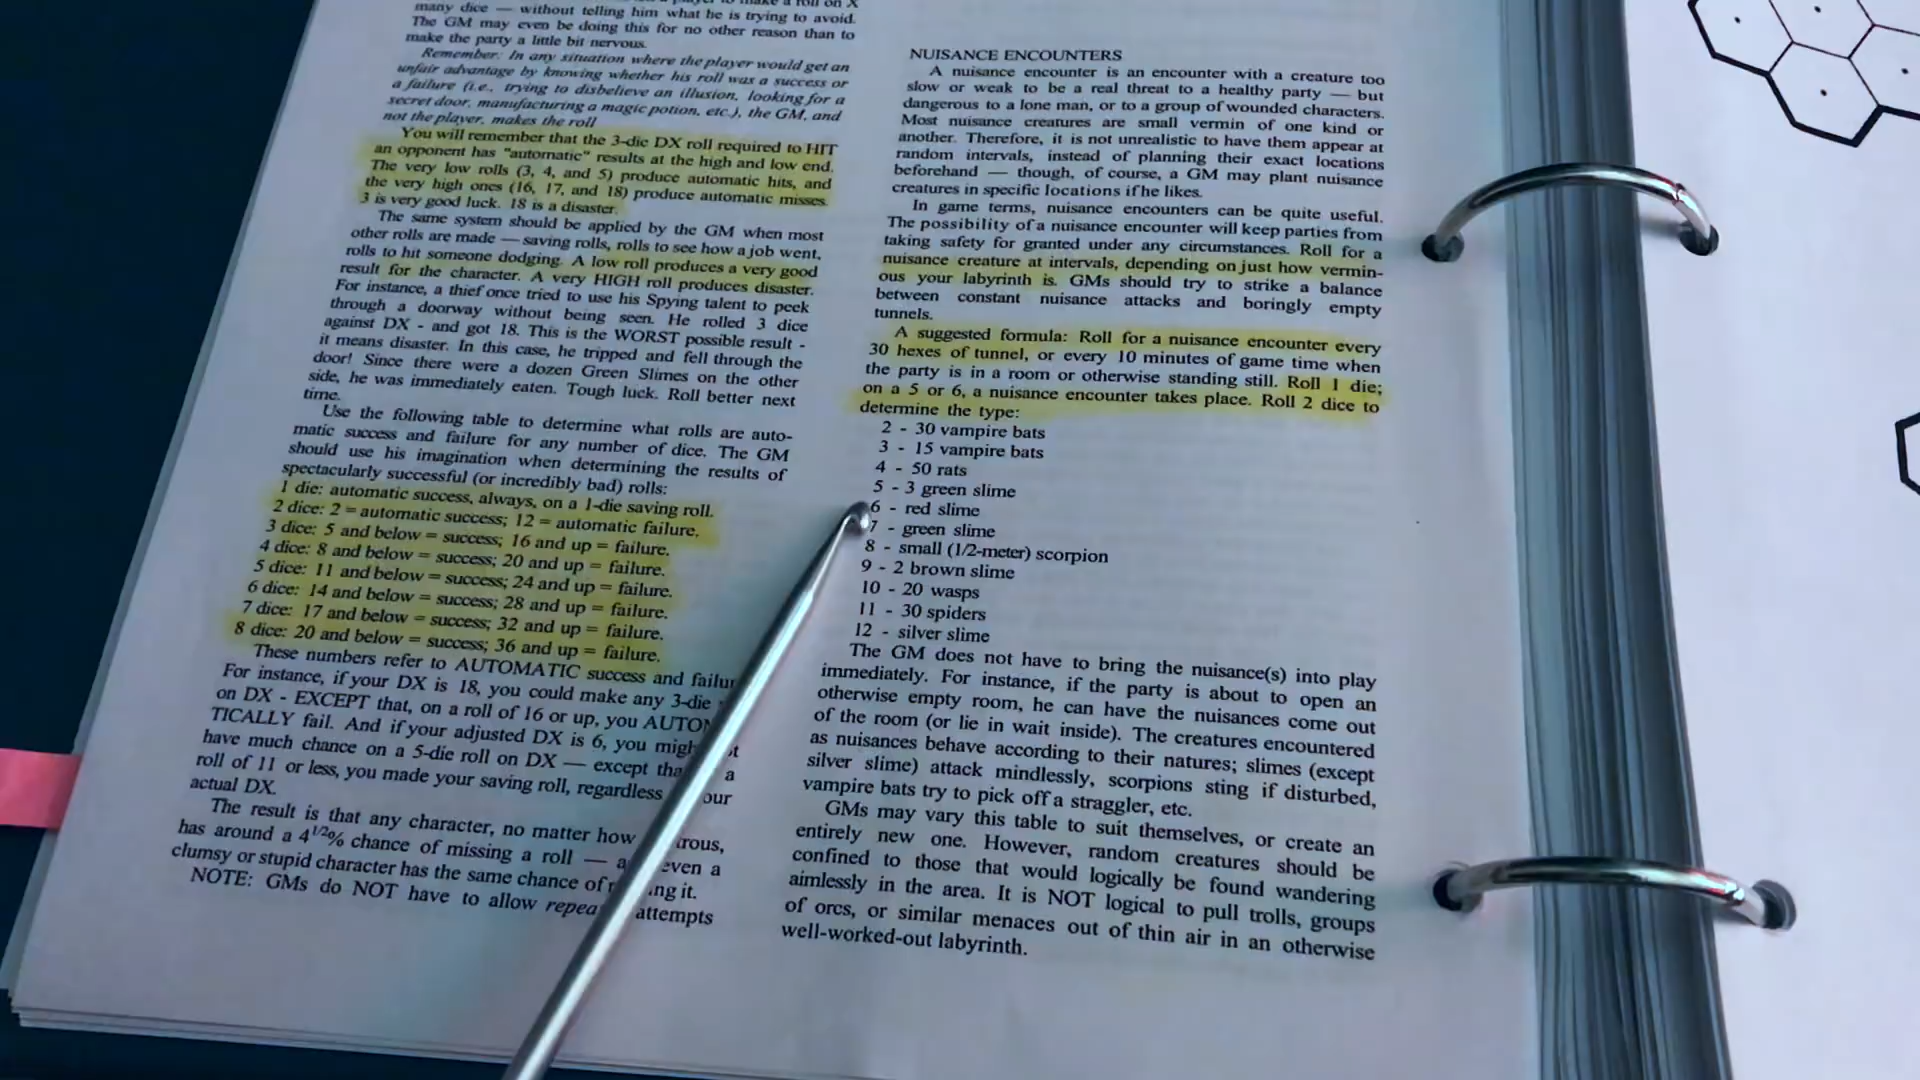 many dice — without telling him what he is trying to avoid.
The GM may even be doing this for no other reason than to
make the party a little bit nervous.
Remember: In any situation where the player would get an
unfair advantage by knowing whether his roll was a success or
a failure (i.e., trying to disbelieve an illusion, looking for a
secret door, manufacturing a magic potion, etc.), the GM, and
not the player, makes the roll
You will remember that the 3-die DX roll required to HIT
an opponent has "automatic" results at the high and low end.
The very low rolls (3, 4, and 5) produce automatic hits, and
the very high ones (16, 17, and 18) produce automatic misses.
3 is very good luck. 18 is a disaster.
The same system should be applied by the GM when most
other rolls are made — saving rolls, rolls to see how a job went,
rolls to hit someone dodging. A low roll produces a very good
result for the character. A very HIGH roll produces disaster.
For instance, a thief once tried to use his Spying talent to peek
through a doorway without being seen. He rolled 3 dice
against DX - and got 18. This is the WORST possible result -
it means disaster. In this case, he tripped and fell through the
door! Since there were a dozen Green Slimes on the other
side, he was immediately eaten. Tough luck. Roll better next
time.
Use the following table to determine what rolls are auto-
matic success and failure for any number of dice. The GM
should use his imagination when determining the results of
spectacularly successful (or incredibly bad) rolls:
1 die: automatic success, always, on a 1-die saving roll.
2 dice: 2 = automatic success; 12 = automatic failure.
3 dice: 5 and below = success; 16 and up = failure.
4 dice: 8 and below = success; 20 and up = failure.
5 dice: 11 and below = success; 24 and up = failure.
6 dice: 14 and below = success; 28 and up = failure.
7 dice: 17 and below = success; 32 and up = failure.
8 dice: 20 and below = success; 36 and up = failure.
These numbers refer to AUTOMATIC success and
For instance, if your DX is 18, you could make any 3-die
on DX - EXCEPT that, on a roll of 16 or up, you
TICALLY fail. And if your adjusted DX is 6, you
have much chance on a 5-die roll on DX — except a
roll of 11 or less, you made your saving roll, regardless
actual DX.
The result is that any character, no matter how
has around a 4 1/2% chance of missing a roll — even a
clumsy or stupid character has the same chance of it.
NOTE: GMs do NOT have to allow attempts
NUISANCE ENCOUNTERS
A nuisance encounter is an encounter with a creature too
slow or weak to be a real threat to a healthy party — but
dangerous to a lone man, or to a group of wounded characters.
Most nuisance creatures are small vermin of one kind or
another. Therefore, it is not unrealistic to have them appear at
random intervals, instead of planning their exact locations
beforehand — though, of course, a GM may plant nuisance
creatures in specific locations if he likes.
In game terms, nuisance encounters can be quite useful.
The possibility of a nuisance encounter will keep parties from
taking safety for granted under any circumstances. Roll for a
nuisance creature at intervals, depending on just how vermin-
ous your labyrinth is. GMs should try to strike a balance
between constant nuisance attacks and boringly empty
tunnels.
A suggested formula: Roll for a nuisance encounter every
30 hexes of tunnel, or every 10 minutes of game time when
the party is in a room or otherwise standing still. Roll 1 die;
on a 5 or 6, a nuisance encounter takes place. Roll 2 dice to
determine the type:
2 - 30 vampire bats
3 - 15 vampire bats
4 - 50 rats
5 - 3 green slime
6 - red slime
7 - green slime
8 - small (1/2-meter) scorpion
9 - 2 brown slime
10 - 20 wasps
11 - 30 spiders
12 - silver slime
The GM does not have to bring the nuisance(s) into play
immediately. For instance, if the party is about to open an
otherwise empty room, he can have the nuisances come out
of the room (or lie in wait inside). The creatures encountered
as nuisances behave according to their natures; slimes (except
silver slime) attack mindlessly, scorpions sting if disturbed,
vampire bats try to pick off a straggler, etc.
GMs may vary this table to suit themselves, or create an
entirely new one. However, random creatures should be
confined to those that would logically be found wandering
aimlessly in the area. It is NOT logical to pull trolls, groups
of orcs, or similar menaces out of thin air in an otherwise
well-worked-out labyrinth.